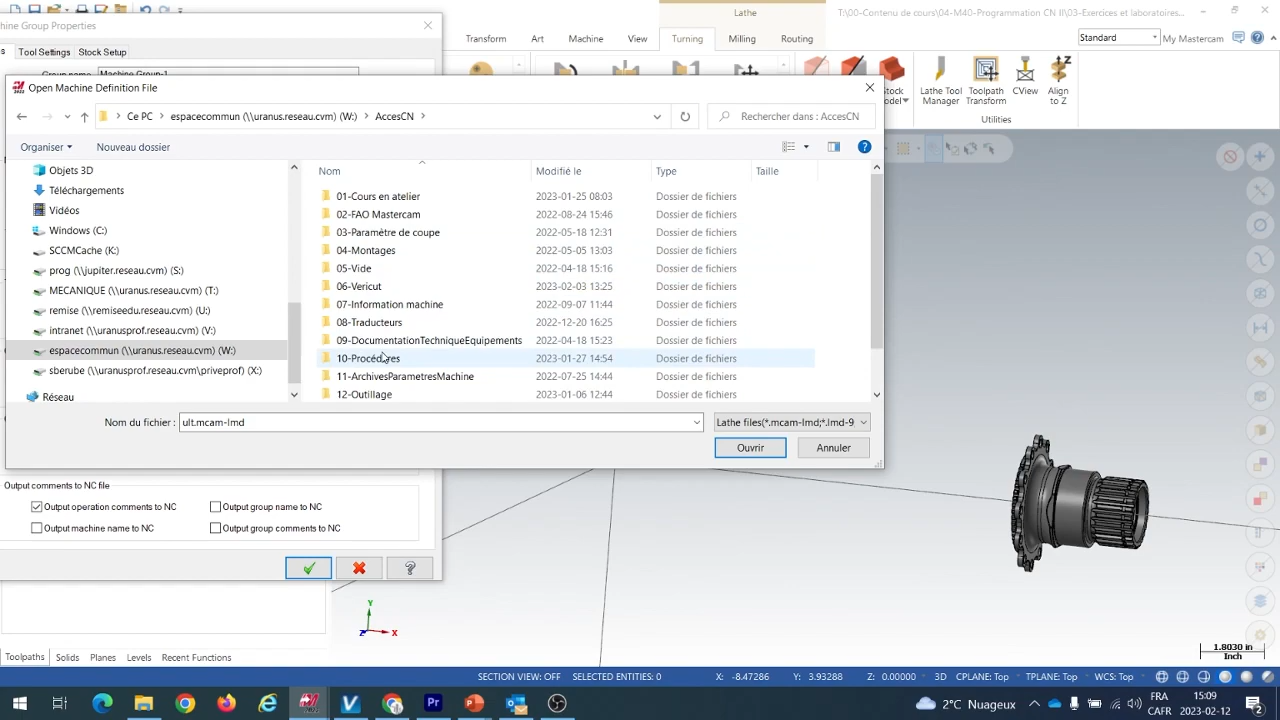 Lathe
T:\00-Contenu de cours\04-M40-Programmation CN II\03-Exercices et laboratoires...
hine Group Properties
Transform Art Machine View Turning Milling Routing
Standard
My Mastercam
s Tool Settings Stock Setup
Group name Machine Group-1
Open Machine Definition File
Stock
odel
Lathe Tool Manager
Toolpath Transform
CView
Align to Z
Utilities
Ce PC
espacecommun (\\uranus.reseau.cvm) (W:)
AccesCN
Rechercher dans : AccesCN
Organiser
Nouveau dossier
Nom Modifié le Type Taille
Objets 3D
Téléchargements
Vidéos
Windows (C:)
SCCMCache (K:)
prog (\\jupiter.reseau.cvm) (S:)
MECANIQUE (\\uranus.reseau.cvm) (T:)
remise (\\uranus.reseau.cvm) (U:)
intranet (\\uranusprof.reseau.cvm) (V:)
espacecommun (\\uranus.reseau.cvm) (W:)
sberube (\\uranusprof.reseau.cvm\priveprof) (X:)
Réseau
01-Cours en atelier 2023-01-25 08:03 Dossier de fichiers
02-FAO Mastercam 2022-08-24 15:46 Dossier de fichiers
03-Paramètre de coupe 2022-05-18 12:31 Dossier de fichiers
04-Montages 2022-05-05 13:03 Dossier de fichiers
05-Vide 2022-04-18 15:16 Dossier de fichiers
06-Vericut 2023-02-03 13:25 Dossier de fichiers
07-Information machine 2022-09-07 11:44 Dossier de fichiers
08-Traducteurs 2022-12-20 16:25 Dossier de fichiers
09-DocumentationTechniqueEquipements 2022-04-18 15:23 Dossier de fichiers
10-Procédures 2023-01-27 14:54 Dossier de fichiers
11-ArchivesParametresMachine 2022-07-25 14:44 Dossier de fichiers
12-Outillage 2023-01-06 12:44 Dossier de fichiers
Nom du fichier : ult.mcam-lmd
Lathe files(*.mcam-lmd;*.lmd-9
Ouvrir
Annuler
Output comments to NC file
Output operation comments to NC Output group name to NC
Output machine name to NC Output group comments to NC
Y
Z
X
Toolpaths Solids Planes Levels Recent Functions
1.8030 in
Inch
SECTION VIEW: OFF SELECTED ENTITIES: 0 X: -8.47286 Y: 3.93288 Z: 0.00000 3D CPLANE: Top TPLANE: Top WCS: Top
2°C Nuageux
FRA
CAFR
15:09
2023-02-12
2